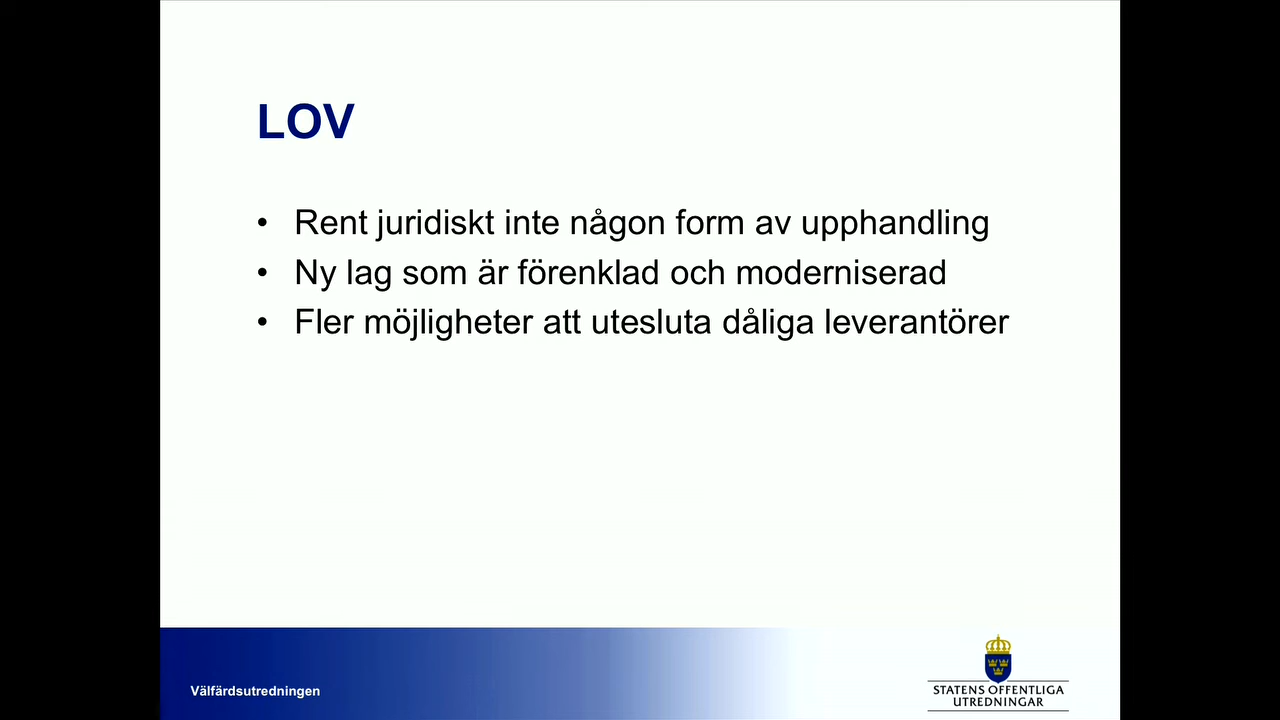 LOV
• Rent juridiskt inte någon form av upphandling
• Ny lag som är förenklad och moderniserad
• Fler möjligheter att utesluta dåliga leverantörer
Välfärdsutredningen
STATENS OFFENTLIGA
UTREDNINGAR